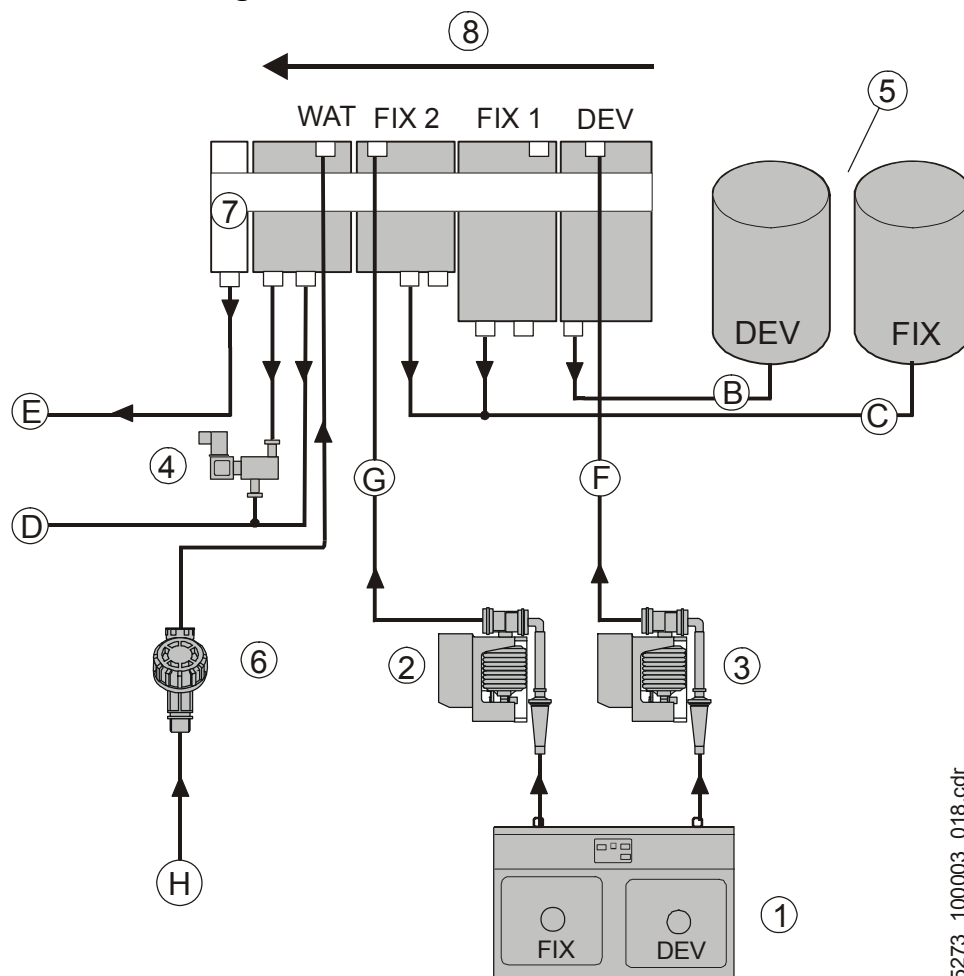 8
WAT FIX 2 FIX 1 DEV
5
7
DEV FIX
B
C
E
4
G F
D
6 2 3
H
1
FIX DEV
5273_100003_018.cdr